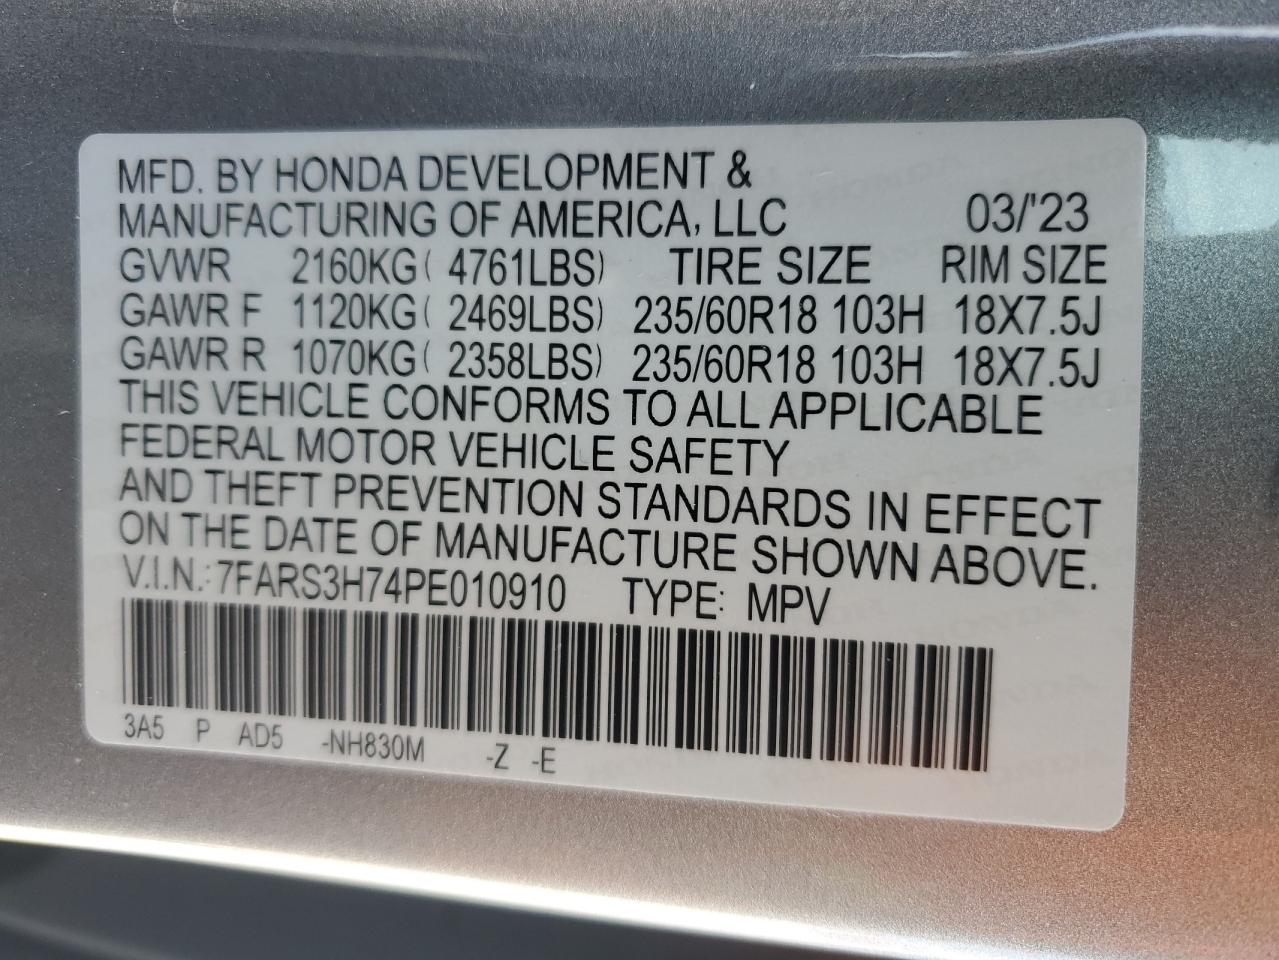 MFD. BY HONDA DEVELOPMENT &
MANUFACTURING OF AMERICA, LLC 03/'23
GVWR 2160KG( 4761LBS) TIRE SIZE RIM SIZE
GAWR F 1120KG( 2469LBS) 235/60R18 103H 18X7.5J
GAWR R 1070KG( 2358LBS) 235/60R18 103H 18X7.5J
THIS VEHICLE CONFORMS TO ALL APPLICABLE
FEDERAL MOTOR VEHICLE SAFETY
AND THEFT PREVENTION STANDARDS IN EFFECT
ON THE DATE OF MANUFACTURE SHOWN ABOVE.
V.I.N.: 7FARS3H74PE010910 TYPE: MPV
3A5 P AD5 -NH830M -Z -E